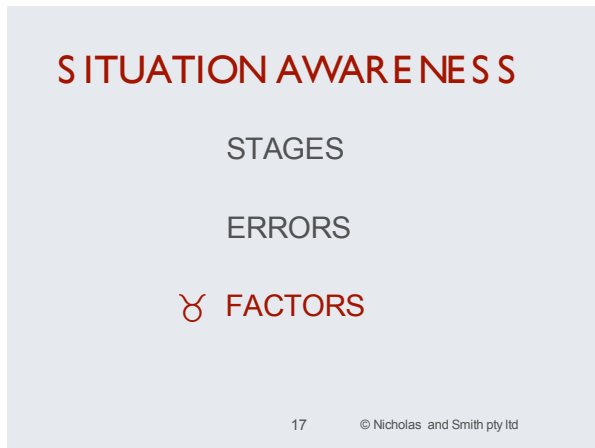 SITUATION AWARENESS
STAGES
ERRORS
♉ FACTORS
17 © Nicholas and Smith pty ltd